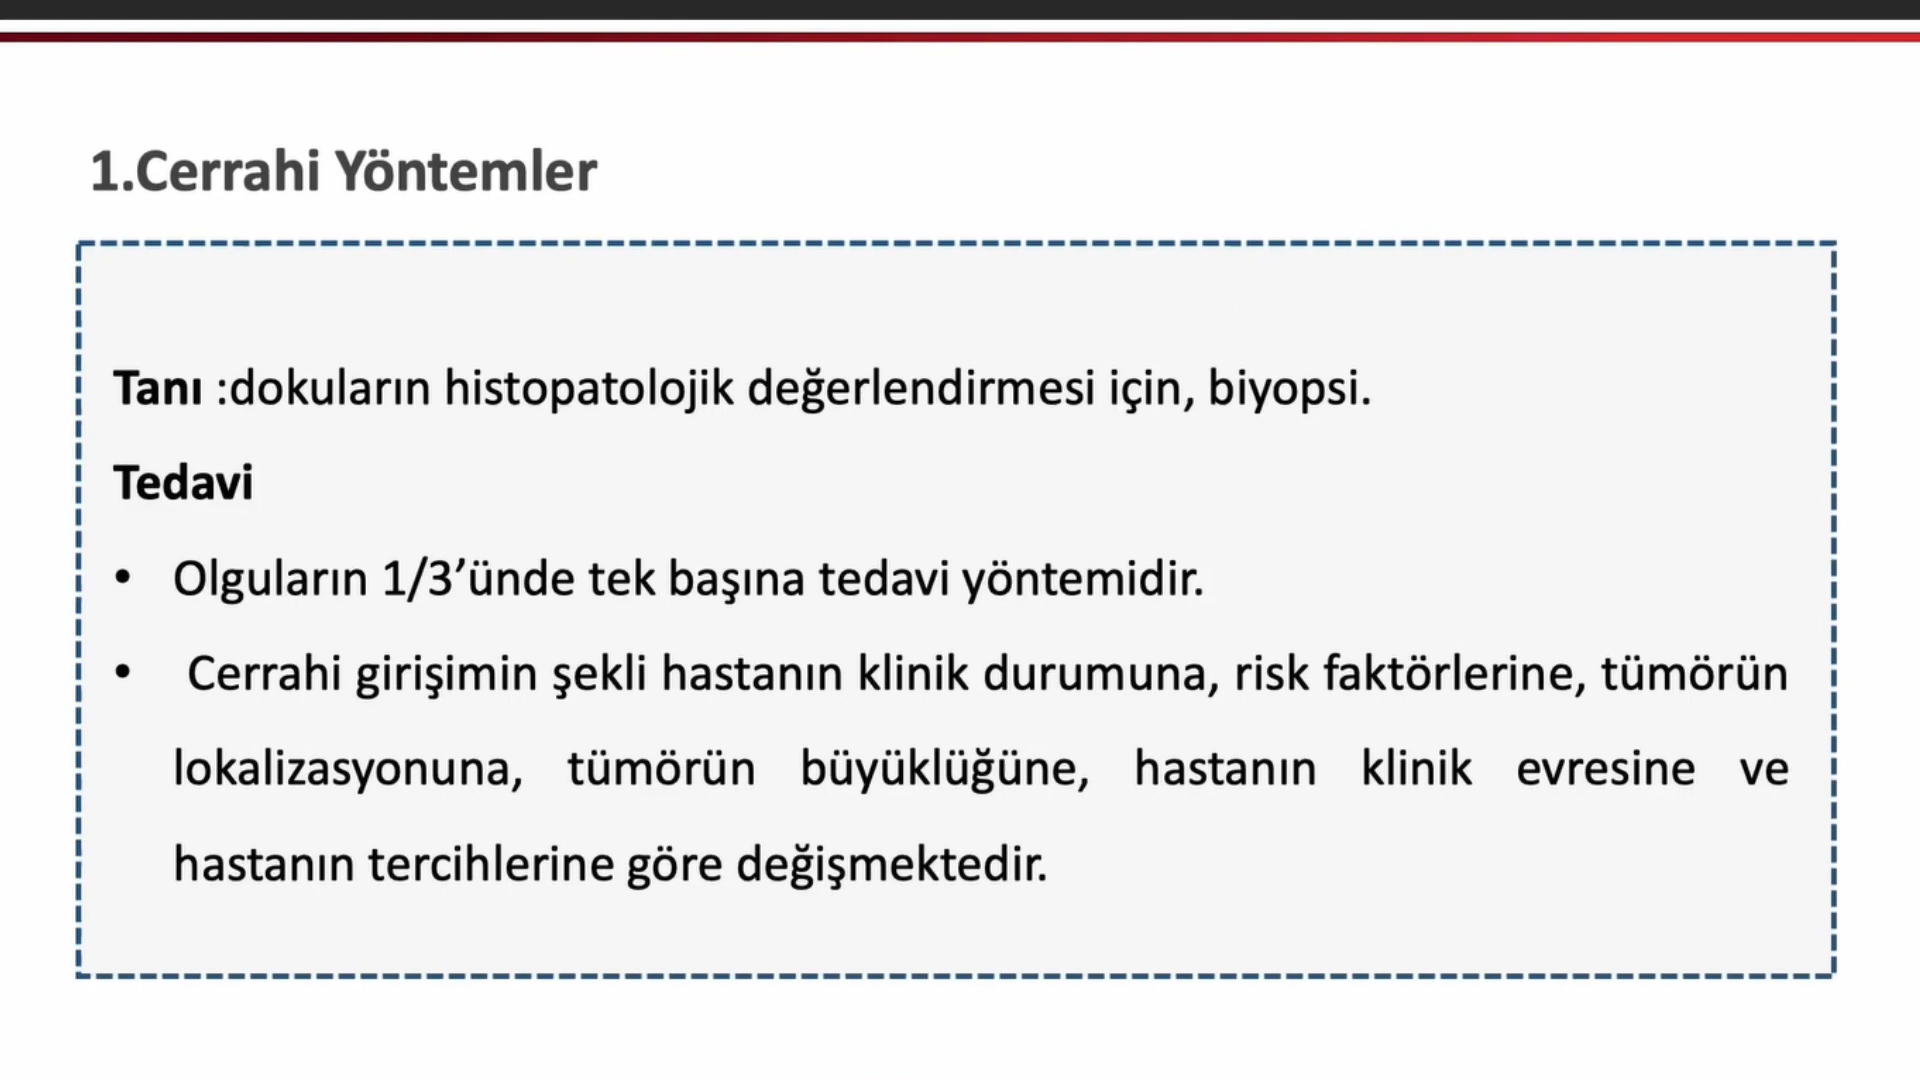 1.Cerrahi Yöntemler
Tanı :dokuların histopatolojik değerlendirmesi için, biyopsi.
Tedavi
• Olguların 1/3’ünde tek başına tedavi yöntemidir.
• Cerrahi girişimin şekli hastanın klinik durumuna, risk faktörlerine, tümörün
lokalizasyonuna, tümörün büyüklüğüne, hastanın klinik evresine ve
hastanın tercihlerine göre değişmektedir.